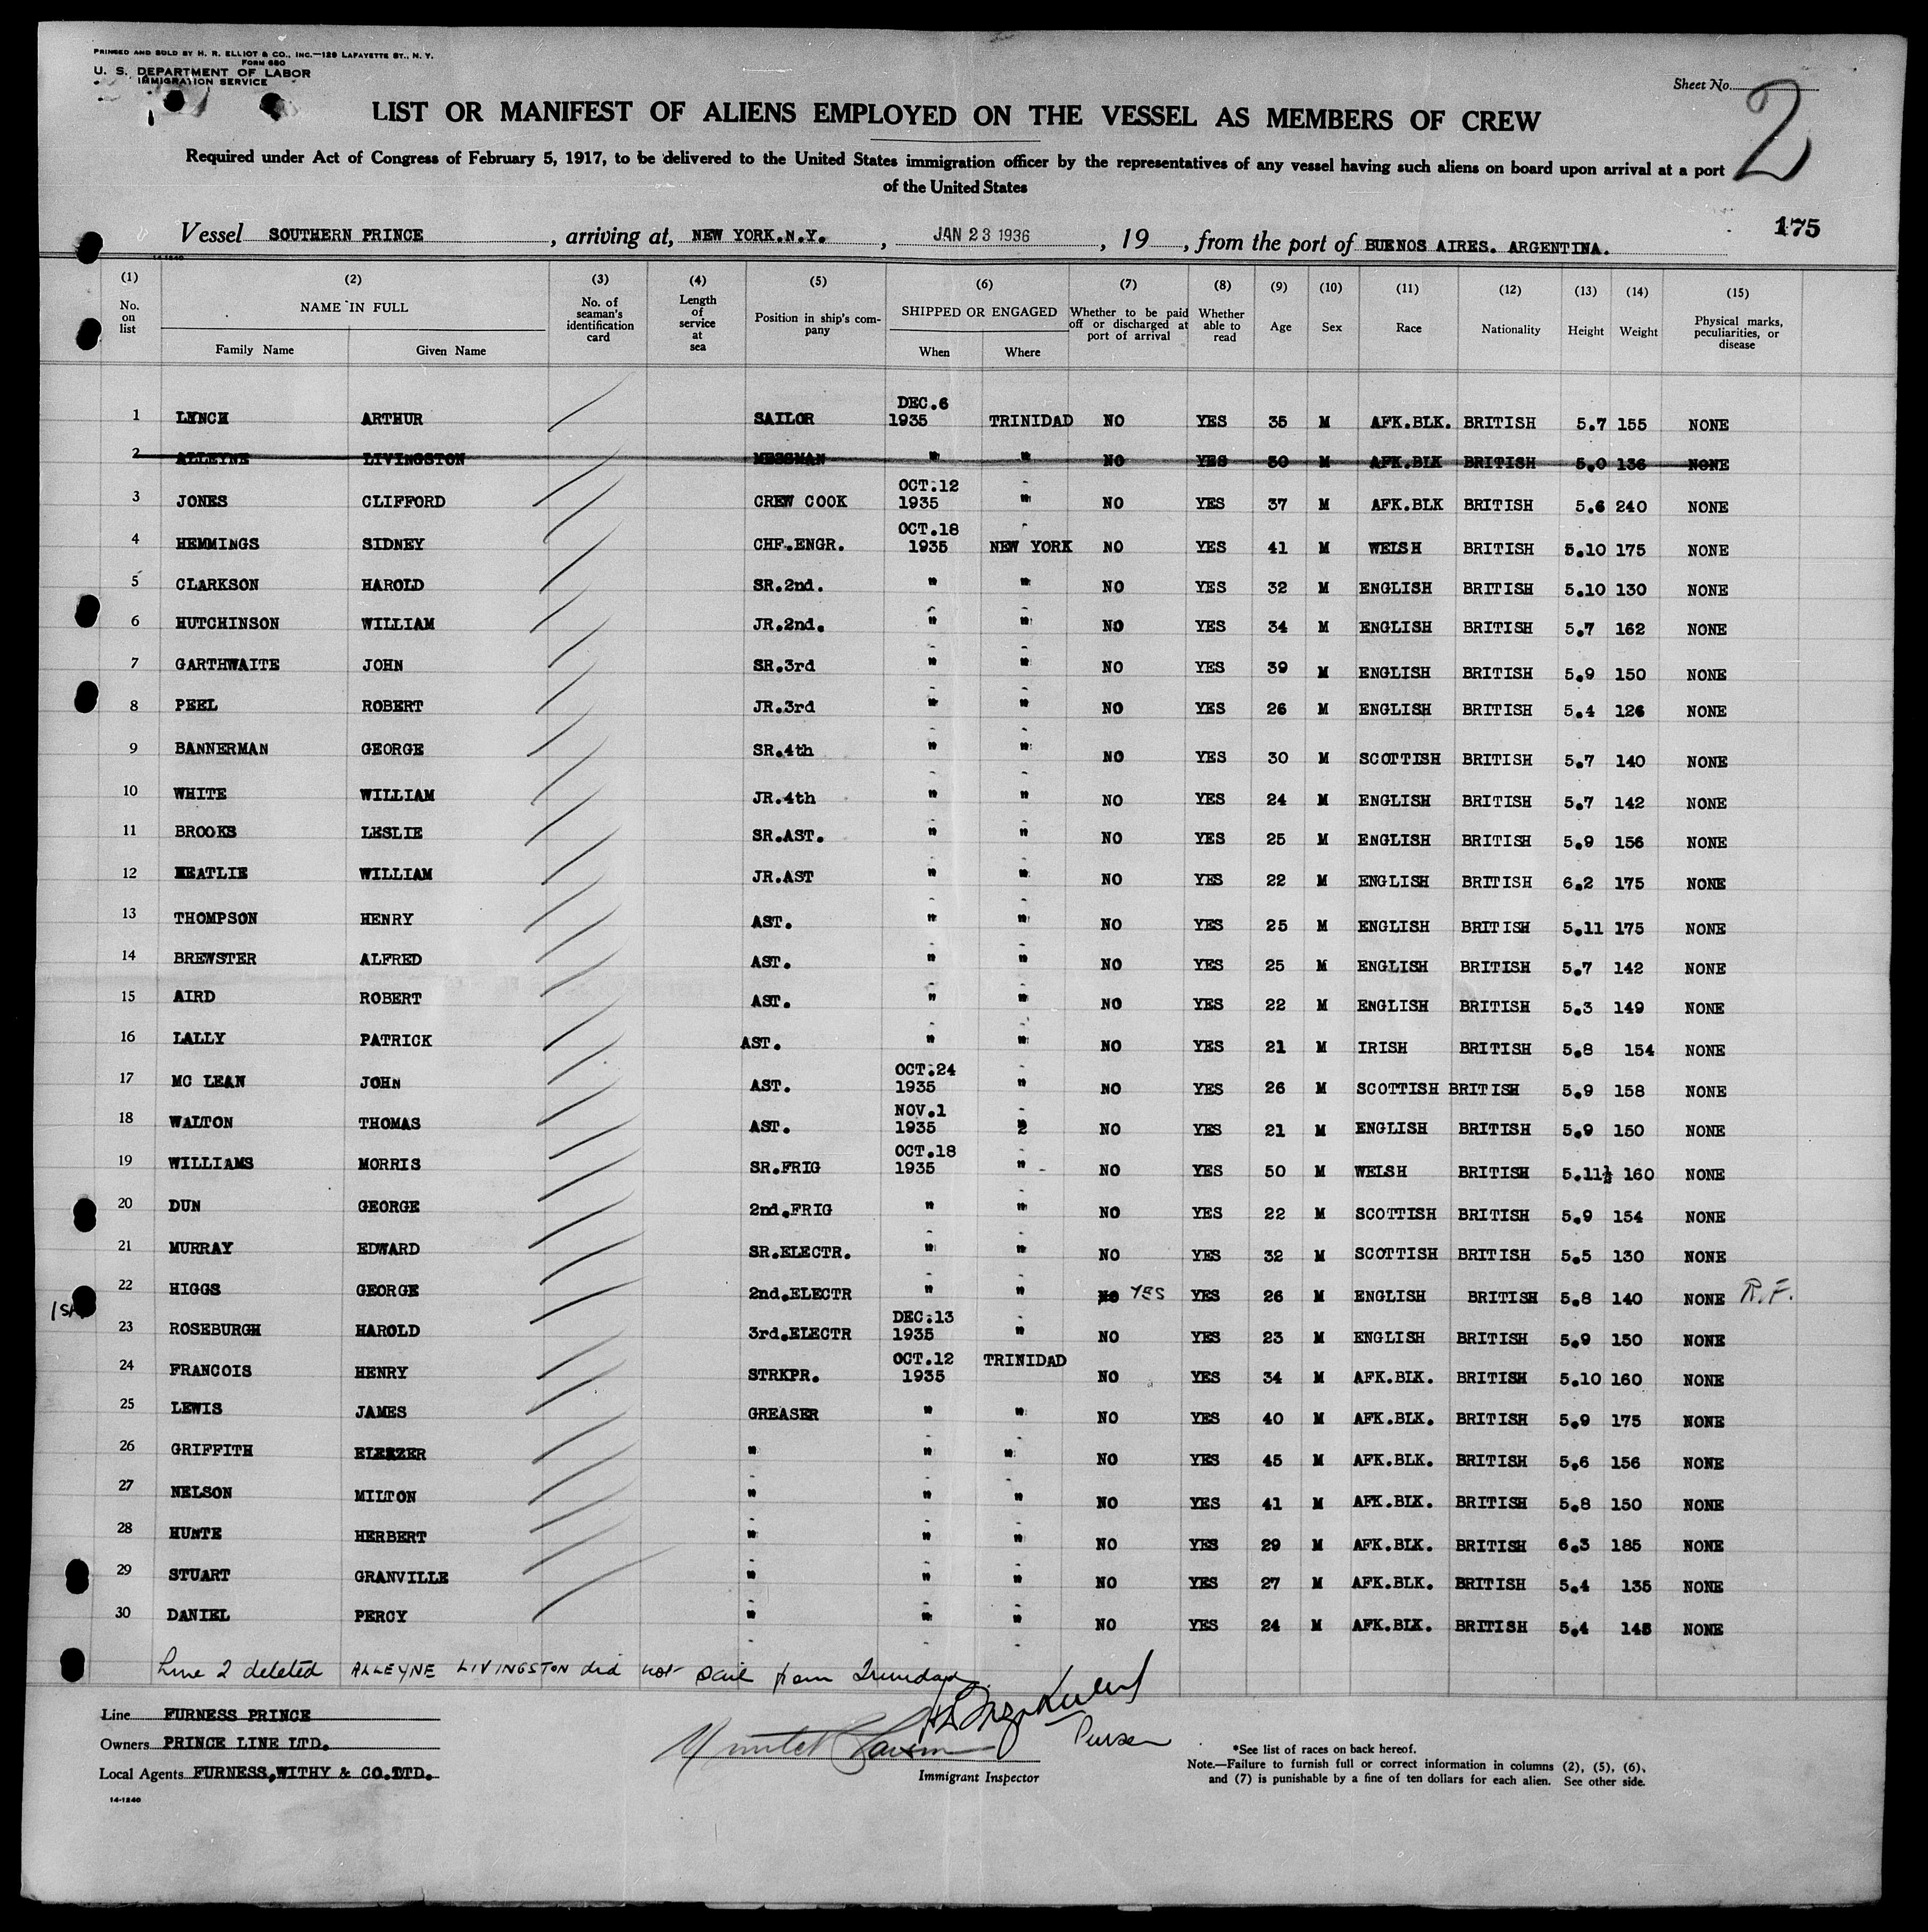 PRINTED AND SOLD BY H. R. ELLIOT & CO., INC.—129 LAFAYETTE ST., N. Y.
FORM 680
U. S. DEPARTMENT OF LABOR
IMMIGRATION SERVICE
Sheet No. 2
LIST OR MANIFEST OF ALIENS EMPLOYED ON THE VESSEL AS MEMBERS OF CREW
Required under Act of Congress of February 5, 1917, to be delivered to the United States immigration officer by the representatives of any vessel having such aliens on board upon arrival at a port
of the United States
175
Vessel SOUTHERN PRINCE, arriving at, NEW YORK.N.Y., JAN 23 1936, 19, from the port of BUENOS AIRES. ARGENTINA.
14-1240
(1) (2) (3) (4) (5) (6) (7) (8) (9) (10) (11) (12) (13) (14) (15)
No. on list NAME IN FULL Family Name Given Name No. of seaman's identification card Length of service at sea Position in ship's company SHIPPED OR ENGAGED When Where Whether to be paid off or discharged at port of arrival Whether able to read Age Sex Race Nationality Height Weight Physical marks, peculiarities, or disease
1 LYNCH ARTHUR SAILOR DEC.6 1935 TRINIDAD NO YES 35 M AFK.BLK. BRITISH 5.7 155 NONE
2 ALLEYNE LIVINGSTON MESSMAN " " NO YES 30 M AFK.BLK BRITISH 5.0 136 NONE
3 JONES CLIFFORD CREW COOK OCT.12 1935 " NO YES 37 M AFK.BLK BRITISH 5.6 240 NONE
4 HEMMINGS SIDNEY CHF.ENGR. OCT.18 1935 NEW YORK NO YES 41 M WELSH BRITISH 5.10 175 NONE
5 CLARKSON HAROLD SR.2nd. " " NO YES 32 M ENGLISH BRITISH 5.10 130 NONE
6 HUTCHINSON WILLIAM JR.2nd. " " NO YES 34 M ENGLISH BRITISH 5.7 162 NONE
7 GARTHWAITE JOHN SR.3rd " " NO YES 39 M ENGLISH BRITISH 5.9 150 NONE
8 PEEL ROBERT JR.3rd " " NO YES 26 M ENGLISH BRITISH 5.4 126 NONE
9 BANNERMAN GEORGE SR.4th " " NO YES 30 M SCOTTISH BRITISH 5.7 140 NONE
10 WHITE WILLIAM JR.4th " " NO YES 24 M ENGLISH BRITISH 5.7 142 NONE
11 BROOKS LESLIE SR.AST. " " NO YES 25 M ENGLISH BRITISH 5.9 156 NONE
12 HEATLIE WILLIAM JR.AST " " NO YES 22 M ENGLISH BRITISH 6.2 175 NONE
13 THOMPSON HENRY AST. " " NO YES 25 M ENGLISH BRITISH 5.11 175 NONE
14 BREWSTER ALFRED AST. " " NO YES 25 M ENGLISH BRITISH 5.7 142 NONE
15 AIRD ROBERT AST. " " NO YES 22 M ENGLISH BRITISH 5.3 149 NONE
16 LALLY PATRICK AST. " " NO YES 21 M IRISH BRITISH 5.8 154 NONE
17 MC LEAN JOHN AST. OCT.24 1935 " NO YES 26 M SCOTTISH BRITISH 5.9 158 NONE
18 WALTON THOMAS AST. NOV.1 1935 2 NO YES 21 M ENGLISH BRITISH 5.9 150 NONE
19 WILLIAMS MORRIS SR.FRIG OCT.18 1935 " NO YES 50 M WELSH BRITISH 5.11½ 160 NONE
20 DUN GEORGE 2nd.FRIG " " NO YES 22 M SCOTTISH BRITISH 5.9 154 NONE
21 MURRAY EDWARD SR.ELECTR. " " NO YES 32 M SCOTTISH BRITISH 5.5 130 NONE
22 HIGGS GEORGE 2nd.ELECTR " " NO YES YES 26 M ENGLISH BRITISH 5.8 140 NONE R.F.
23 ROSEBURGH HAROLD 3rd.ELECTR DEC.13 1935 " NO YES 23 M ENGLISH BRITISH 5.9 150 NONE
24 FRANCOIS HENRY STRKPR. OCT.12 1935 TRINIDAD NO YES 34 M AFK.BLK. BRITISH 5.10 160 NONE
25 LEWIS JAMES GREASER " " NO YES 40 M AFK.BLK. BRITISH 5.9 175 NONE
26 GRIFFITH ELEEZER " " " NO YES 45 M AFK.BLK. BRITISH 5.6 156 NONE
27 NELSON MILTON " " " NO YES 41 M AFK.BLK. BRITISH 5.8 150 NONE
28 HUNTE HERBERT " " " NO YES 29 M AFK.BLK. BRITISH 6.3 185 NONE
29 STUART GRANVILLE " " " NO YES 27 M AFK.BLK. BRITISH 5.4 135 NONE
30 DANIEL PERCY " " " NO YES 24 M AFK.BLK. BRITISH 5.4 148 NONE
Line 2 deleted ALLEYNE LIVINGSTON did not sail from Trinidad.
Purser
Line FURNESS PRINCE
Owners PRINCE LINE LTD.
Local Agents FURNESS,WITHY & CO.LTD.
14-1240
Immigrant Inspector
*See list of races on back hereof.
Note.—Failure to furnish full or correct information in columns (2), (5), (6),
and (7) is punishable by a fine of ten dollars for each alien. See other side.